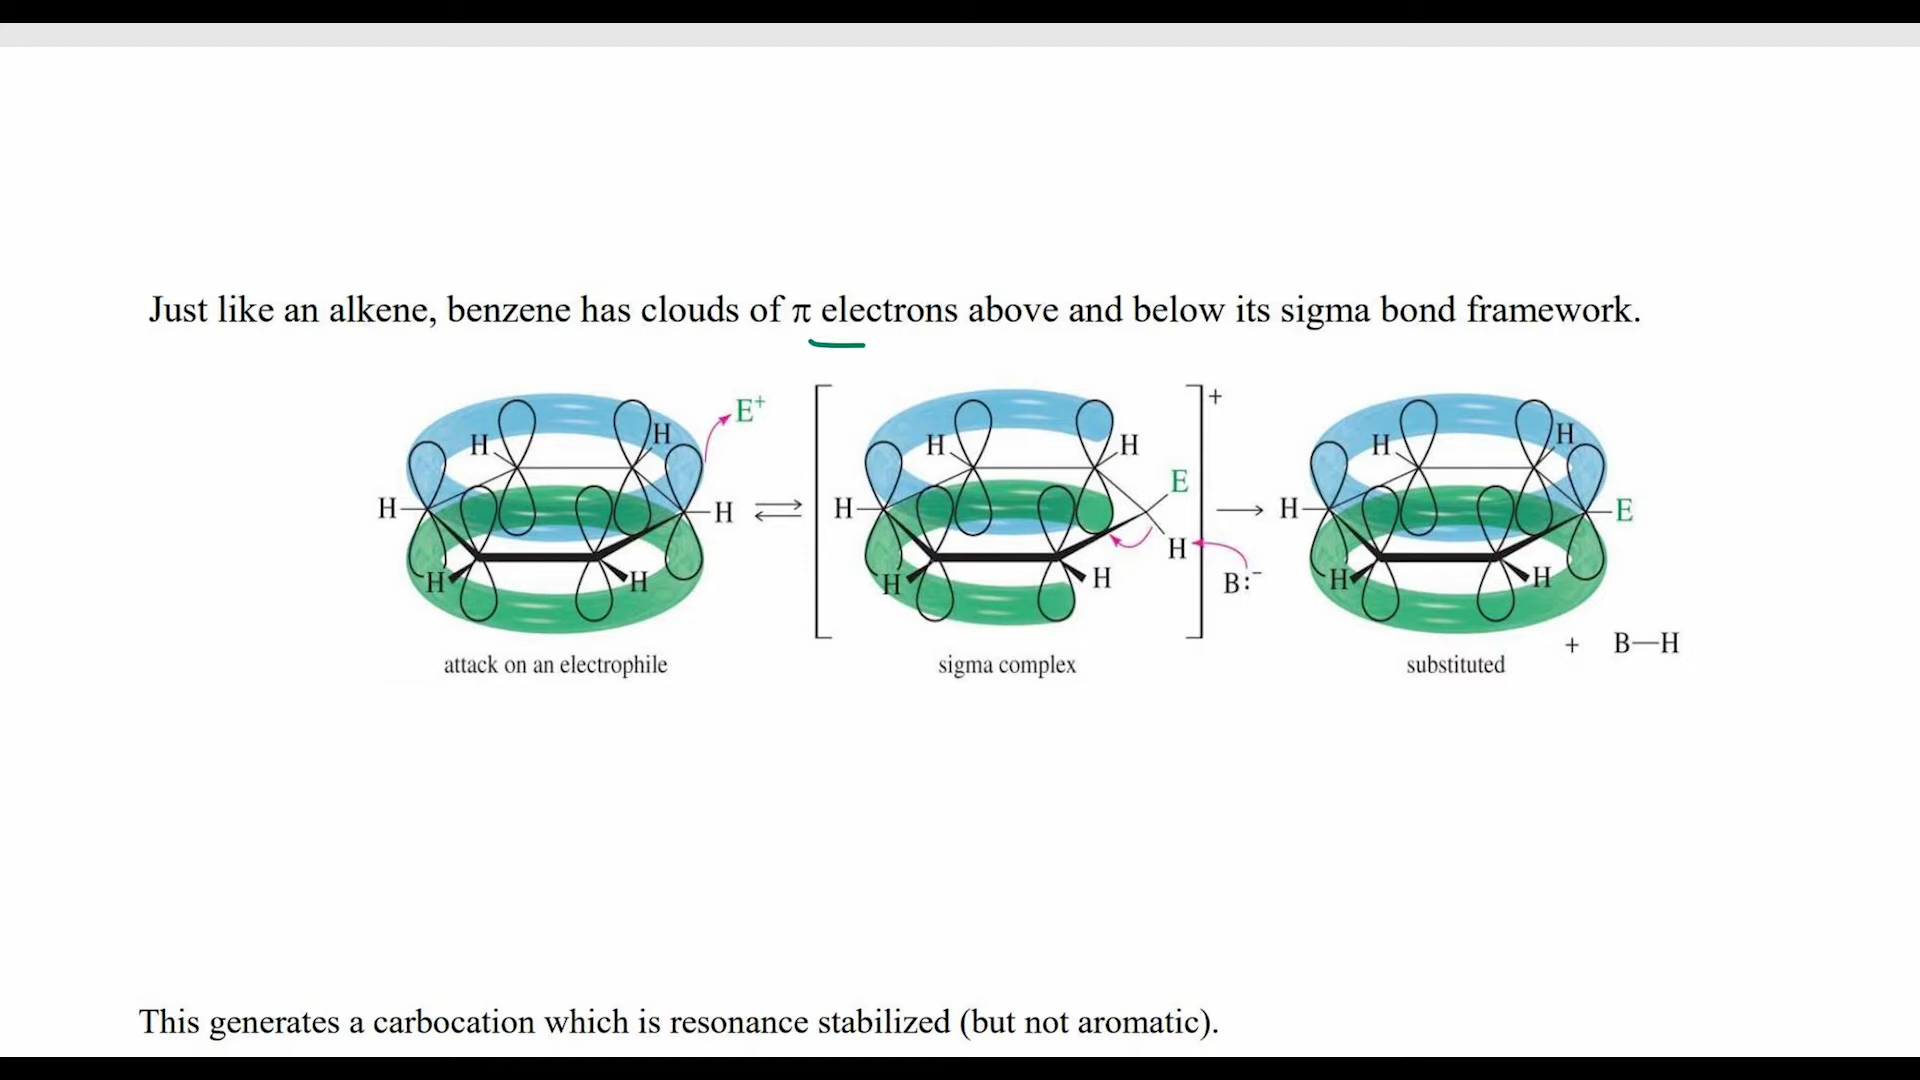 Just like an alkene, benzene has clouds of π electrons above and below its sigma bond framework.
H H H H H H E⁺
H H H H H E H + B:⁻
H H H H H E
+ B—H
attack on an electrophile
sigma complex
substituted
This generates a carbocation which is resonance stabilized (but not aromatic).